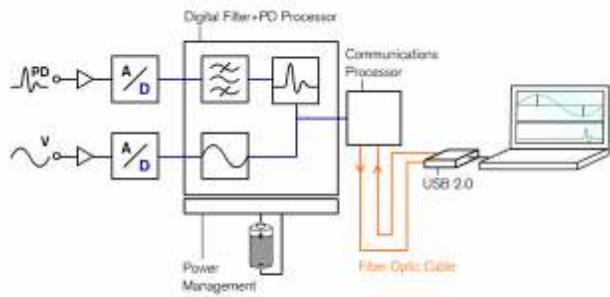 Digital Filter+PD Processor
Communications
Processor
PD
A/D
V
A/D
USB 2.0
Power
Management
Fiber Optic Cable